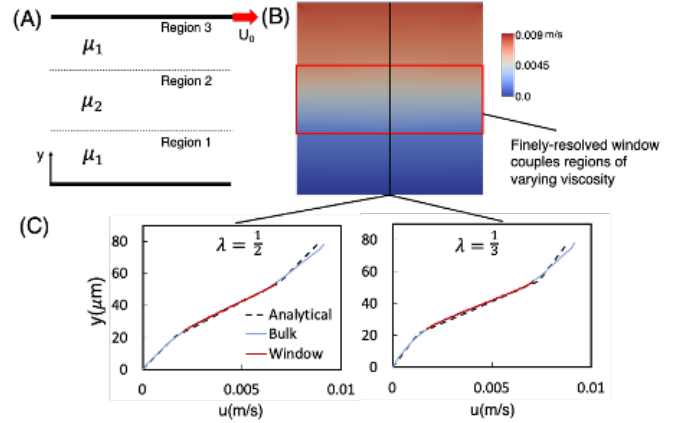 (A)
Region 3
U₀
μ₁
Region 2
μ₂
Region 1
y
μ₁
(B)
0.009 m/s
0.0045
0.0
Finely-resolved window
couples regions of
varying viscosity
(C)
λ = 1/2
80
60
40
20
0
y(μm)
Analytical
Bulk
Window
0
0.005
0.01
u(m/s)
λ = 1/3
80
60
40
20
0
0
0.005
0.01
u(m/s)